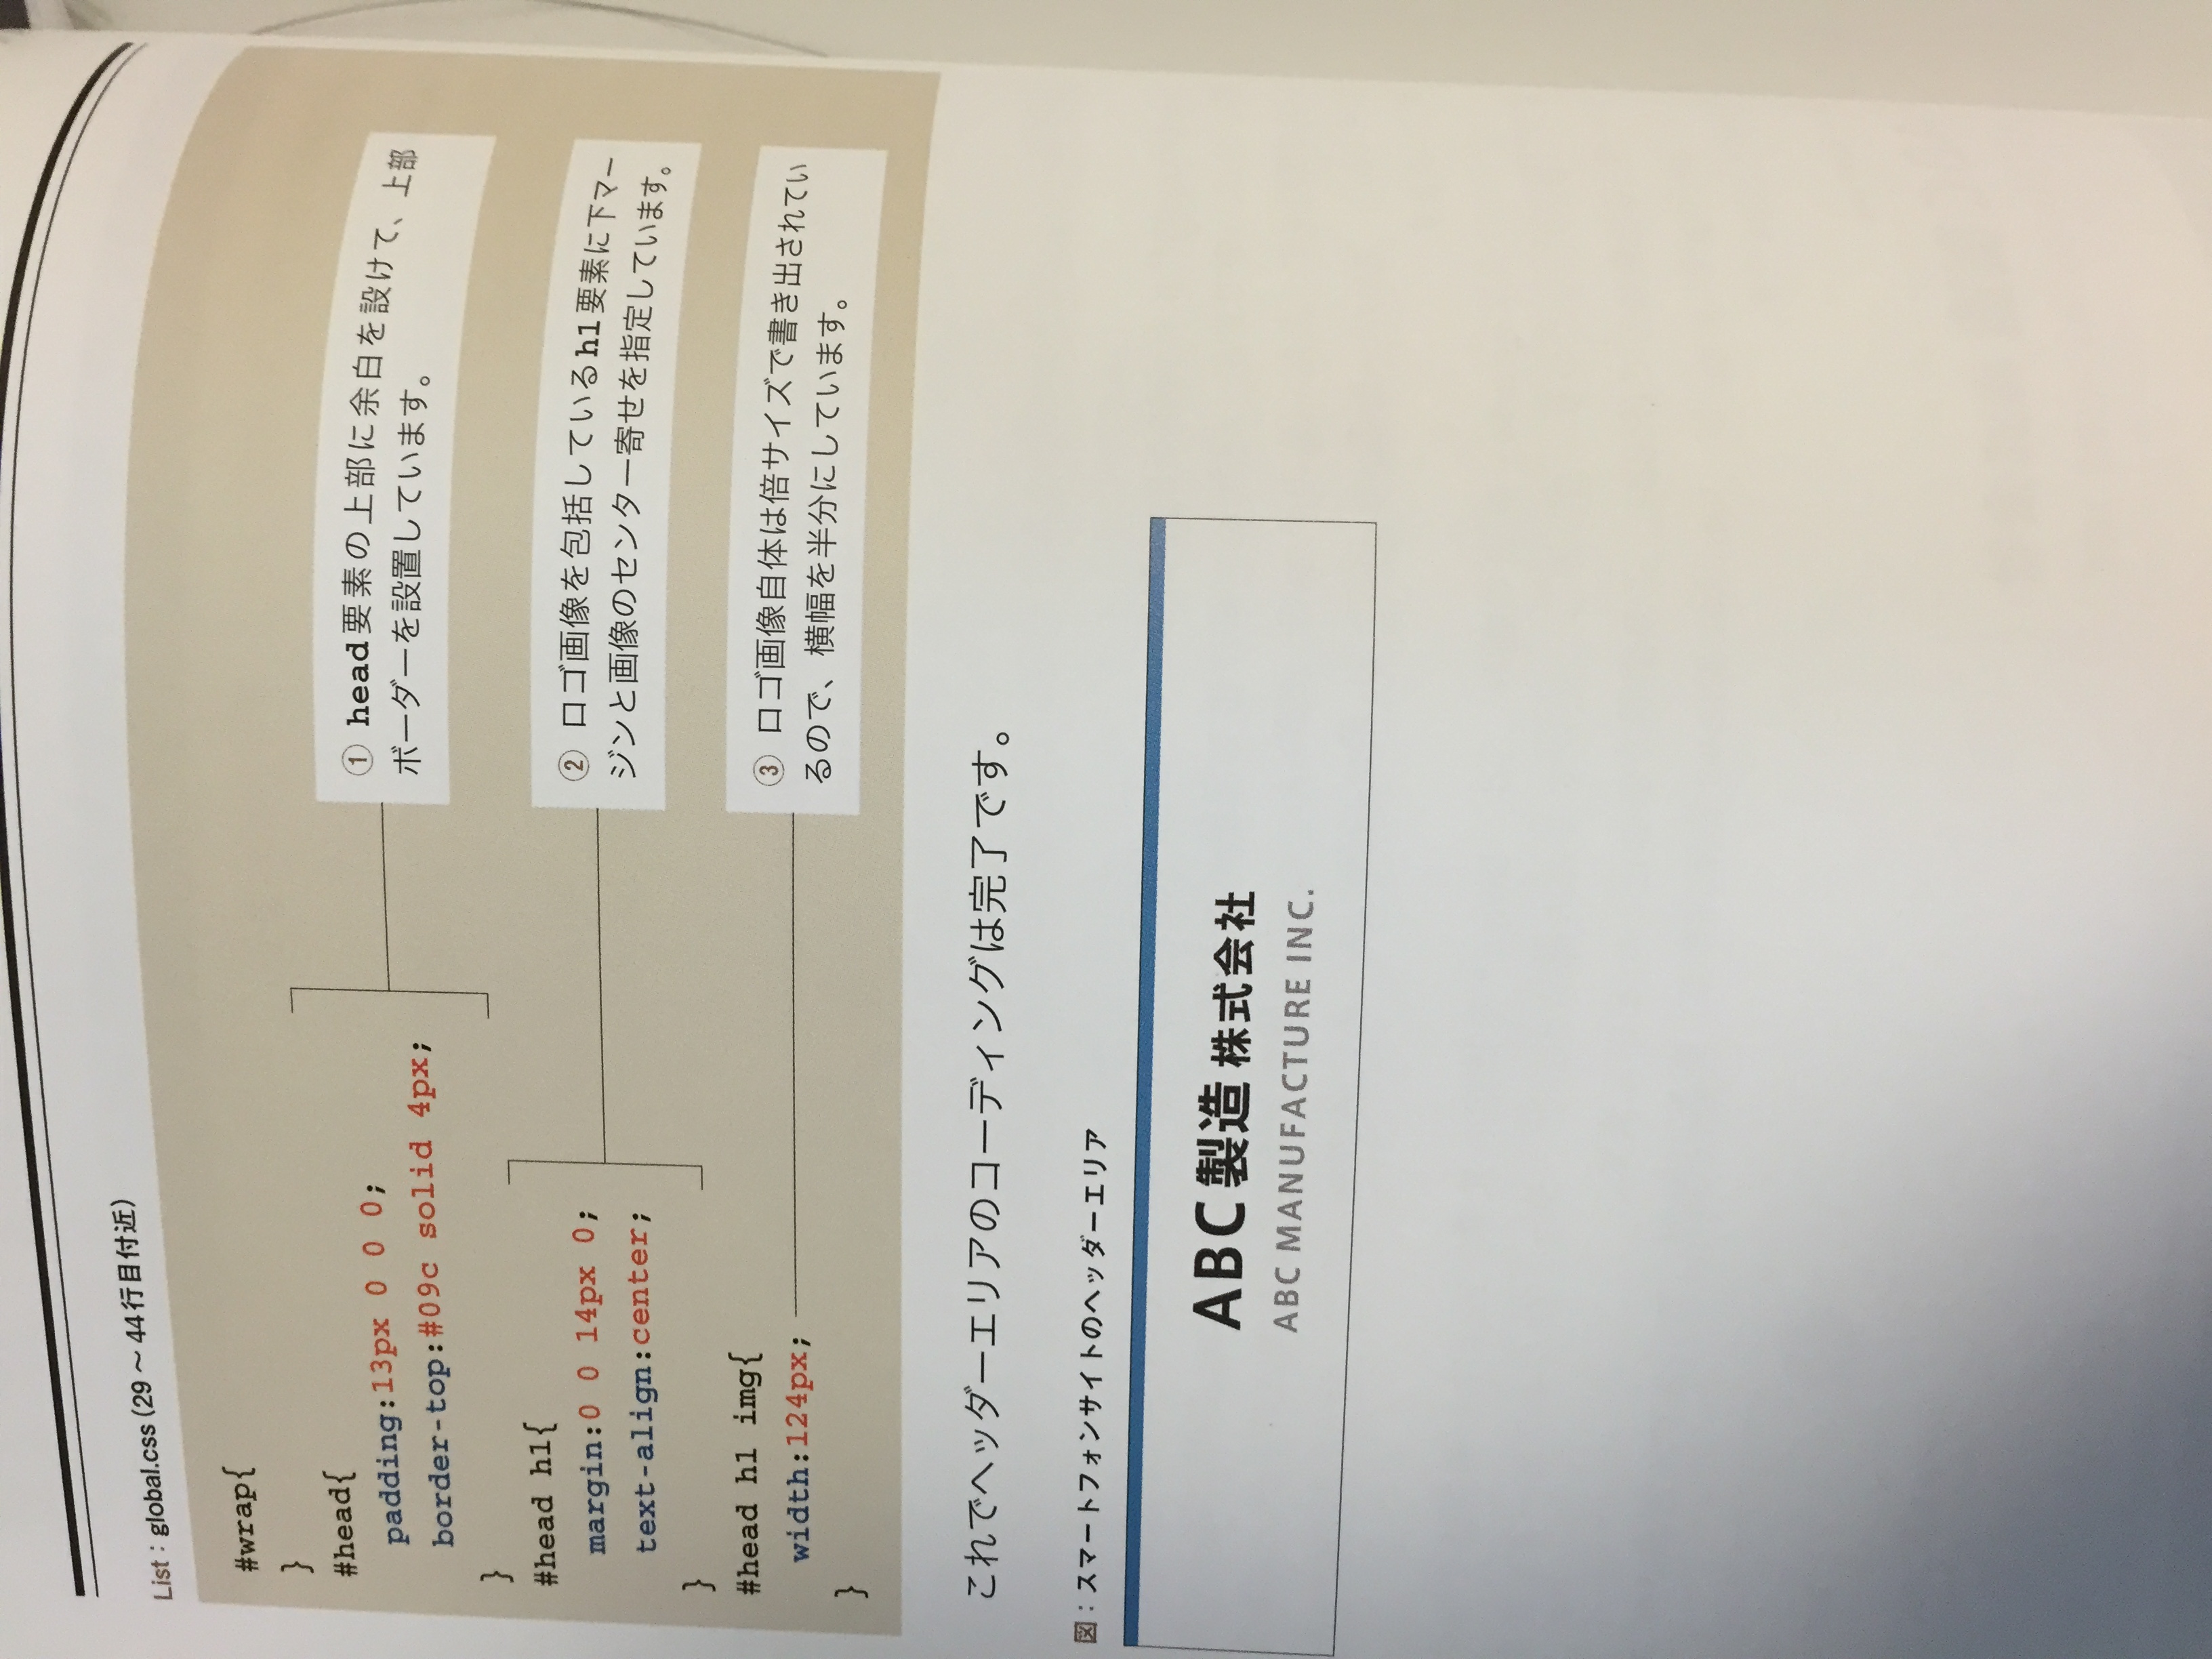 List：global.css（29 ～ 44行目付近）
#wrap{
}
#head{
padding:13px 0 0 0;
border-top:#09c solid 4px;
}
#head h1{
margin:0 0 14px 0;
text-align:center;
}
#head h1 img{
width:124px;
}
① head要素の上部に余白を設けて、上部
ボーダーを設置しています。
② ロゴ画像を包括しているh1要素に下マー
ジンと画像のセンター寄せを指定しています。
③ ロゴ画像自体は倍サイズで書き出されてい
るので、横幅を半分にしています。
これでヘッダーエリアのコーディングは完了です。
図：スマートフォンサイトのヘッダーエリア
ABC製造 株式会社
ABC MANUFACTURE INC.